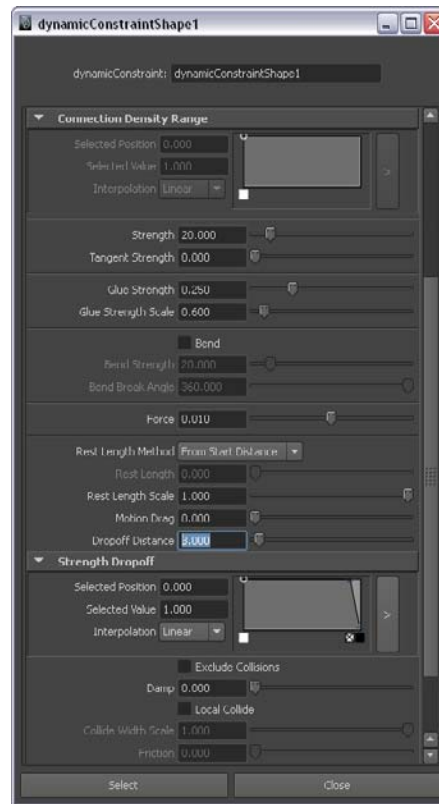 dynamicConstraintShape1
dynamicConstraint: dynamicConstraintShape1
Connection Density Range
Selected Position 0.000
Selected Value 1.000
Interpolation Linear
>
Strength 20.000
Tangent Strength 0.000
Glue Strength 0.250
Glue Strength Scale 0.600
Bend
Bend Strength 20.000
Bend Break Angle 360.000
Force 0.010
Rest Length Method From Start Distance
Rest Length 0.000
Rest Length Scale 1.000
Motion Drag 0.000
Dropoff Distance 3.000
Strength Dropoff
Selected Position 0.000
Selected Value 1.000
Interpolation Linear
>
Exclude Collisions
Damp 0.000
Local Collide
Collide Width Scale 1.000
Friction 0.000
Select Close